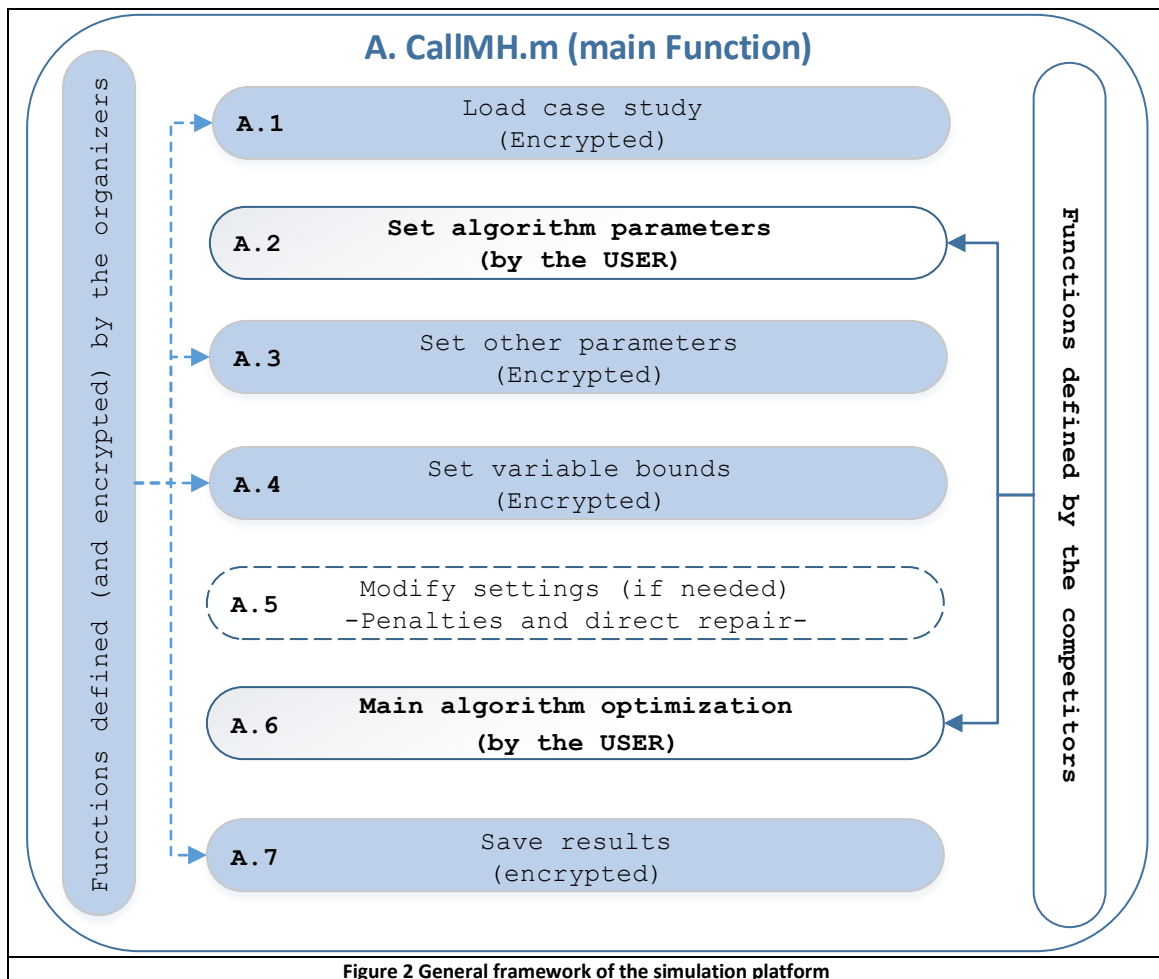 A. CallMH.m (main Function)
Functions defined (and encrypted) by the organizers
A.1
Load case study
(Encrypted)
A.2
Set algorithm parameters
(by the USER)
A.3
Set other parameters
(Encrypted)
A.4
Set variable bounds
(Encrypted)
A.5
Modify settings (if needed)
-Penalties and direct repair-
A.6
Main algorithm optimization
(by the USER)
A.7
Save results
(encrypted)
Functions defined by the competitors
Figure 2 General framework of the simulation platform